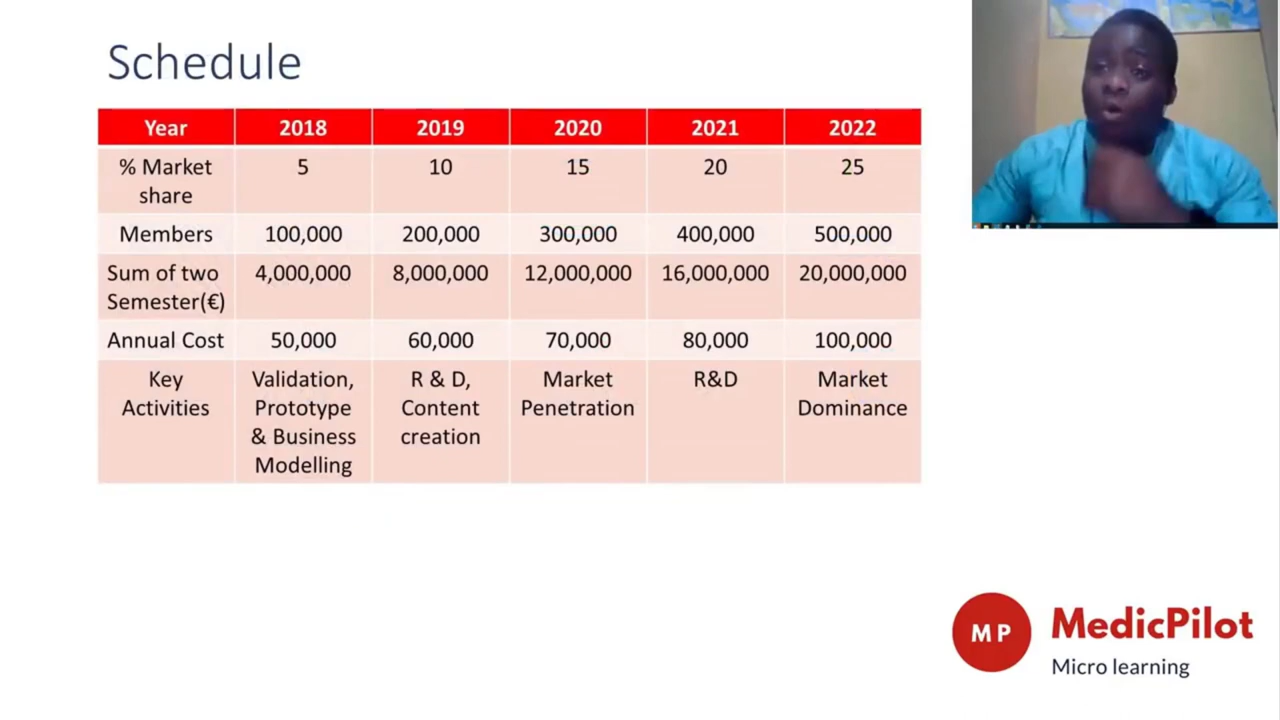 Schedule
Year 2018 2019 2020 2021 2022
% Market share 5 10 15 20 25
Members 100,000 200,000 300,000 400,000 500,000
Sum of two Semester(€) 4,000,000 8,000,000 12,000,000 16,000,000 20,000,000
Annual Cost 50,000 60,000 70,000 80,000 100,000
Key Activities Validation, Prototype & Business Modelling R & D, Content creation Market Penetration R&D Market Dominance
MP MedicPilot
Micro learning